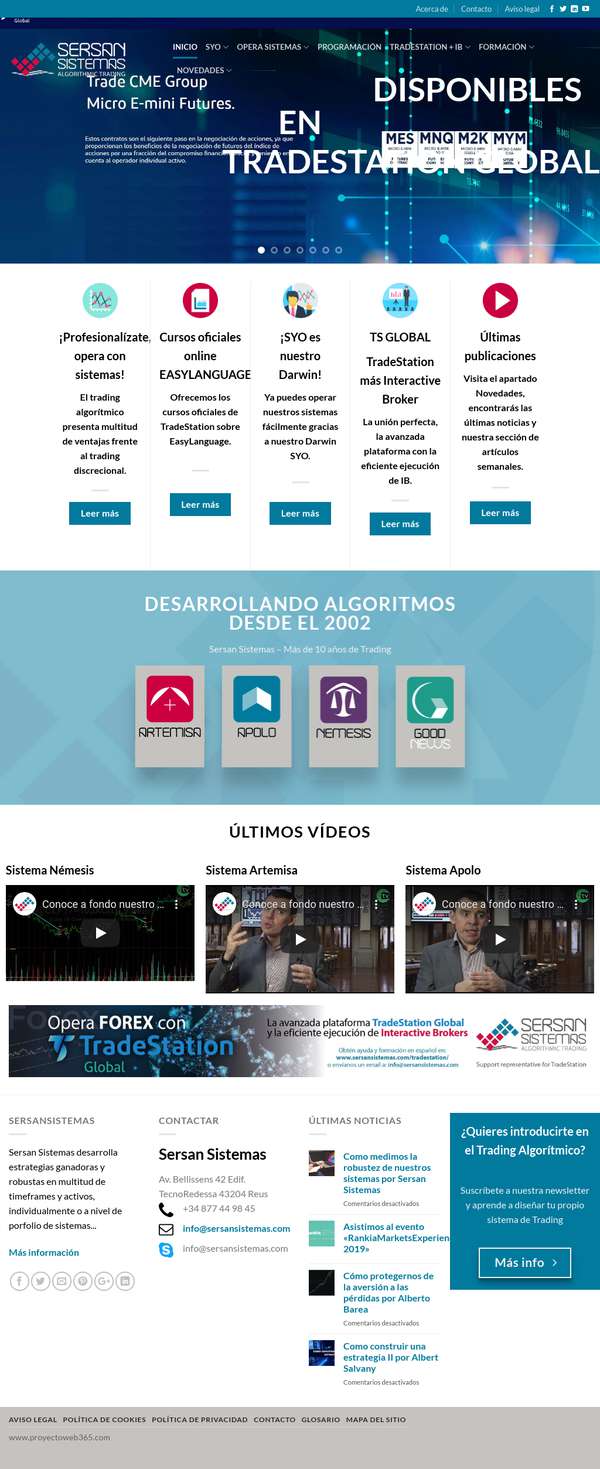 Acerca de
Contacto
Aviso legal
Global
SERSAN
SISTEMAS
ALGORITHMIC TRADING
INICIO
SYO
OPERA SISTEMAS
PROGRAMACIÓN
TRADESTATION + IB
FORMACIÓN
NOVEDADES
Trade CME Group
Micro E-mini Futures.
DISPONIBLES
EN
TRADESTATION GLOBAL
MES MNQ M2K MYM
Estos contratos son el siguiente paso en la negociación de acciones, ya que
proporcionan los beneficios de la negociación de futuros del índice de
acciones por una fracción del compromiso financi
cuenta al operador individual activo.
¡Profesionalízate,
opera con
sistemas!
El trading
algorítmico
presenta multitud
de ventajas frente
al trading
discrecional.
Leer más
Cursos oficiales
online
EASYLANGUAGE
Ofrecemos los
cursos oficiales de
TradeStation sobre
EasyLanguage.
Leer más
¡SYO es
nuestro
Darwin!
Ya puedes operar
nuestros sistemas
fácilmente gracias
a nuestro Darwin
SYO.
Leer más
TS GLOBAL
TradeStation
más Interactive
Broker
La unión perfecta,
la avanzada
plataforma con la
eficiente ejecución
de IB.
Leer más
Últimas
publicaciones
Visita el apartado
Novedades,
encontrarás las
últimas noticias y
nuestra sección de
artículos
semanales.
Leer más
DESARROLLANDO ALGORITMOS
DESDE EL 2002
Sersan Sistemas – Más de 10 años de Trading
ARTEMISA
APOLO
NEMESIS
GOOD
NEWS
ÚLTIMOS VÍDEOS
Sistema Némesis
Conoce a fondo nuestro ...
Sistema Artemisa
Conoce a fondo nuestro ...
Sistema Apolo
Conoce a fondo nuestro ...
FOREX
Opera FOREX con
TradeStation
Global
La avanzada plataforma TradeStation Global
y la eficiente ejecución de Interactive Brokers
Obtén ayuda y formación en español en:
www.sersansistemas.com/tradestation/
o envíanos un email a: info@sersansistemas.com
SERSAN
SISTEMAS
ALGORITHMIC TRADING
Support representative for TradeStation
SERSANSISTEMAS
Sersan Sistemas desarrolla
estrategias ganadoras y
robustas en multitud de
timeframes y activos,
individualmente o a nivel de
porfolio de sistemas...
Más información
CONTACTAR
Sersan Sistemas
Av. Bellissens 42 Edif.
TecnoRedessa 43204 Reus
+34 877 44 98 45
info@sersansistemas.com
info@sersansistemas.com
ÚLTIMAS NOTICIAS
Como medimos la
robustez de nuestros
sistemas por Sersan
Sistemas
Comentarios desactivados
Asistimos al evento
«RankiaMarketsExperien
2019»
Comentarios desactivados
Cómo protegernos de
la aversión a las
pérdidas por Alberto
Barea
Comentarios desactivados
Como construir una
estrategia II por Albert
Salvany
Comentarios desactivados
¿Quieres introducirte en
el Trading Algorítmico?
Suscríbete a nuestra newsletter
y aprende a diseñar tu propio
sistema de Trading
Más info
AVISO LEGAL
POLÍTICA DE COOKIES
POLÍTICA DE PRIVACIDAD
CONTACTO
GLOSARIO
MAPA DEL SITIO
www.proyectoweb365.com